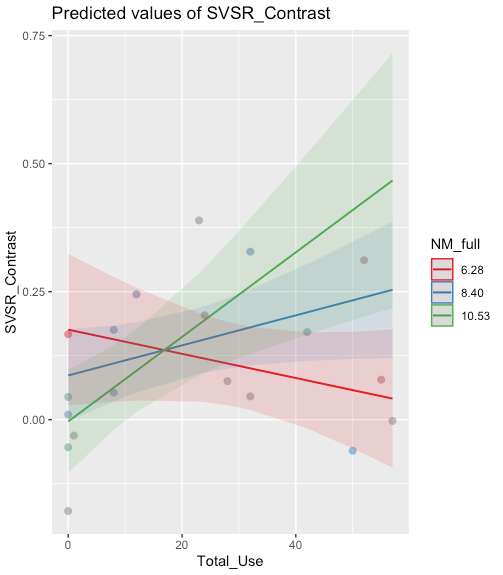 Predicted values of SVSR_Contrast
0.75
0.50
0.25
0.00
SVSR_Contrast
0
20
40
Total_Use
NM_full
6.28
8.40
10.53